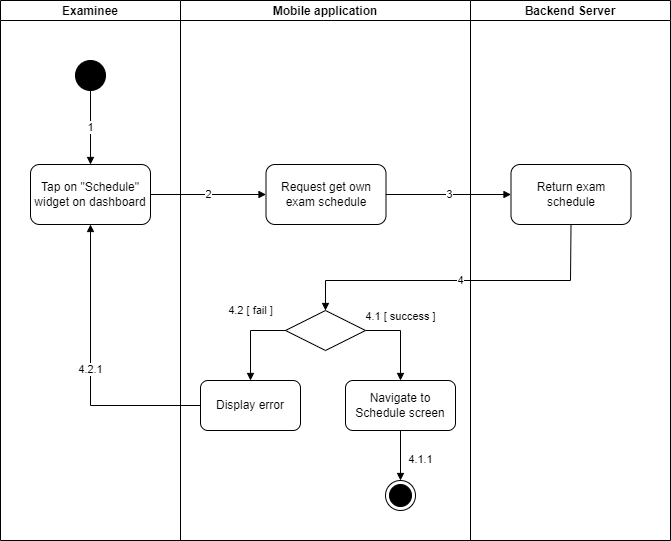 Examinee
Mobile application
Backend Server
1
Tap on "Schedule"
widget on dashboard
2
Request get own
exam schedule
3
Return exam
schedule
4
4.2 [ fail ]
4.1 [ success ]
4.2.1
Display error
Navigate to
Schedule screen
4.1.1